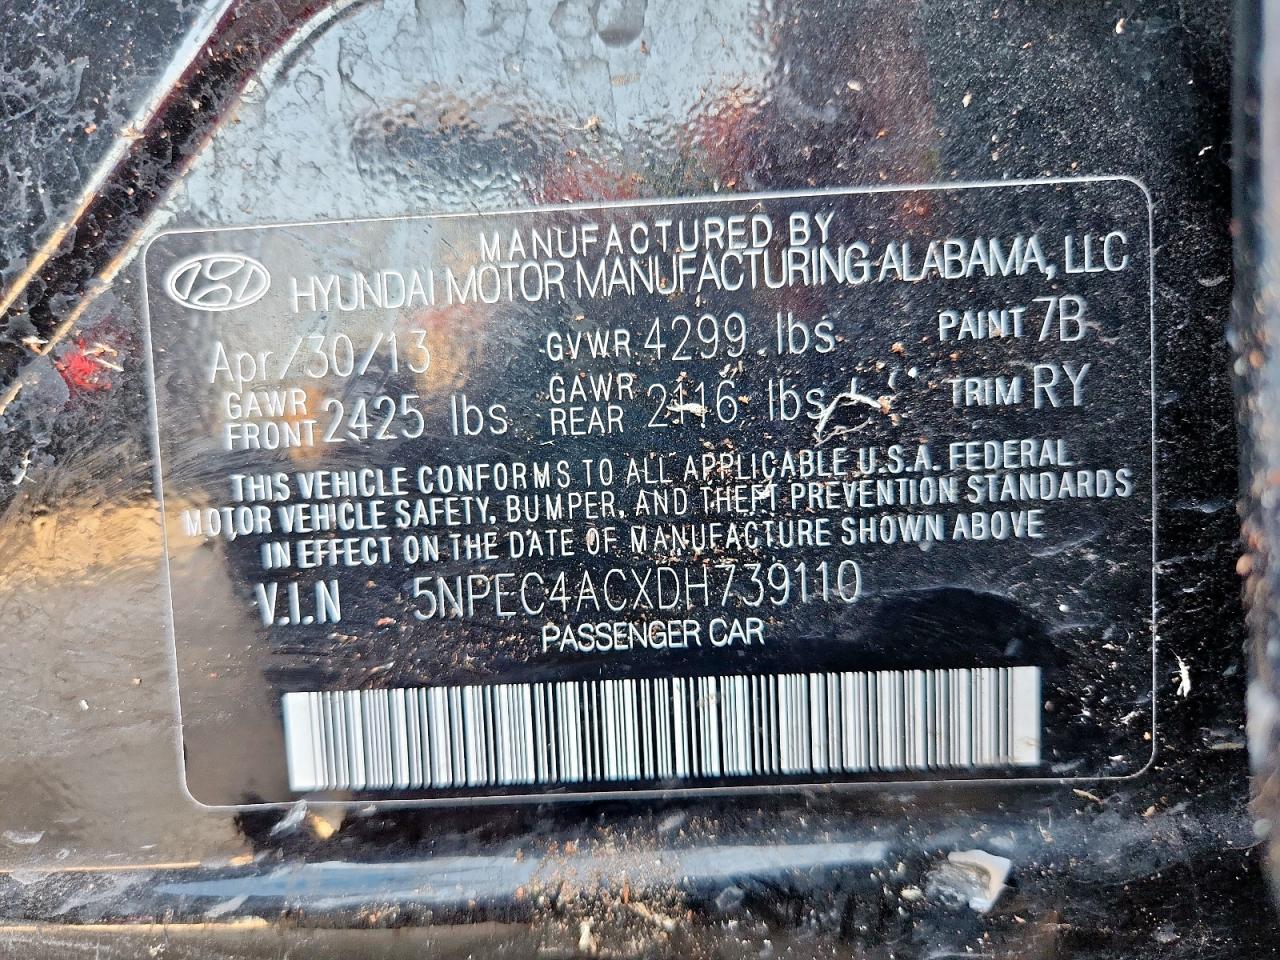 MANUFACTURED BY
HYUNDAI MOTOR MANUFACTURING ALABAMA, LLC
Apr/30/13 GVWR 4299 lbs PAINT 7B
GAWR FRONT 2425 lbs GAWR REAR 2116 lbs TRIM RY
THIS VEHICLE CONFORMS TO ALL APPLICABLE U.S.A. FEDERAL
MOTOR VEHICLE SAFETY, BUMPER, AND THEFT PREVENTION STANDARDS
IN EFFECT ON THE DATE OF MANUFACTURE SHOWN ABOVE
V.I.N 5NPEC4ACXDH739110
PASSENGER CAR